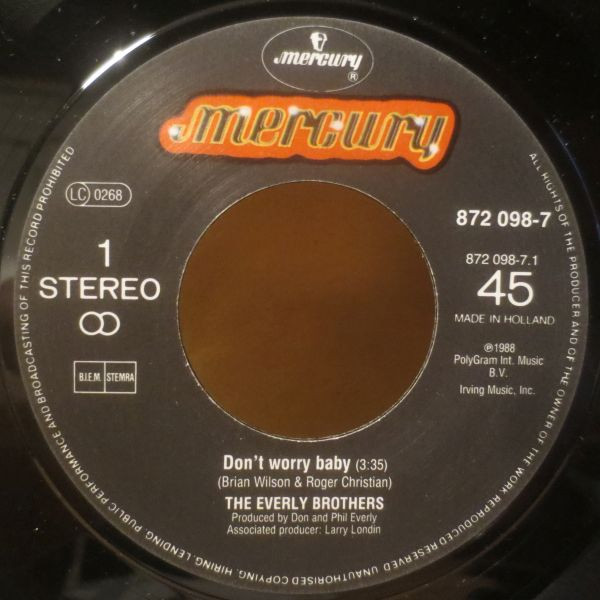 mercury
®
mercury
LC 0268
1
STEREO
B.I.E.M. STEMRA
872 098-7
872 098-7.1
45
MADE IN HOLLAND
℗1988
PolyGram Int. Music
B.V.
Irving Music, Inc.
Don't worry baby (3:35)
(Brian Wilson & Roger Christian)
THE EVERLY BROTHERS
Produced by Don and Phil Everly
Associated producer: Larry Londin
ALL RIGHTS OF THE PRODUCER AND OF THE OWNER OF THE WORK REPRODUCED RESERVED. UNAUTHORISED COPYING, HIRING, LENDING, PUBLIC PERFORMANCE AND BROADCASTING OF THIS RECORD PROHIBITED